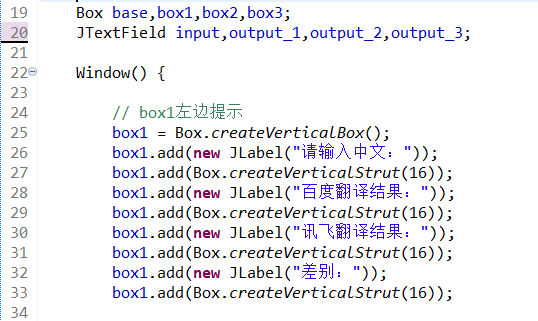 19 Box base,box1,box2,box3;
20 JTextField input,output_1,output_2,output_3;
21
22 Window() {
23
24 // box1左边提示
25 box1 = Box.createVerticalBox();
26 box1.add(new JLabel("请输入中文："));
27 box1.add(Box.createVerticalStrut(16));
28 box1.add(new JLabel("百度翻译结果："));
29 box1.add(Box.createVerticalStrut(16));
30 box1.add(new JLabel("讯飞翻译结果："));
31 box1.add(Box.createVerticalStrut(16));
32 box1.add(new JLabel("差别："));
33 box1.add(Box.createVerticalStrut(16));
34